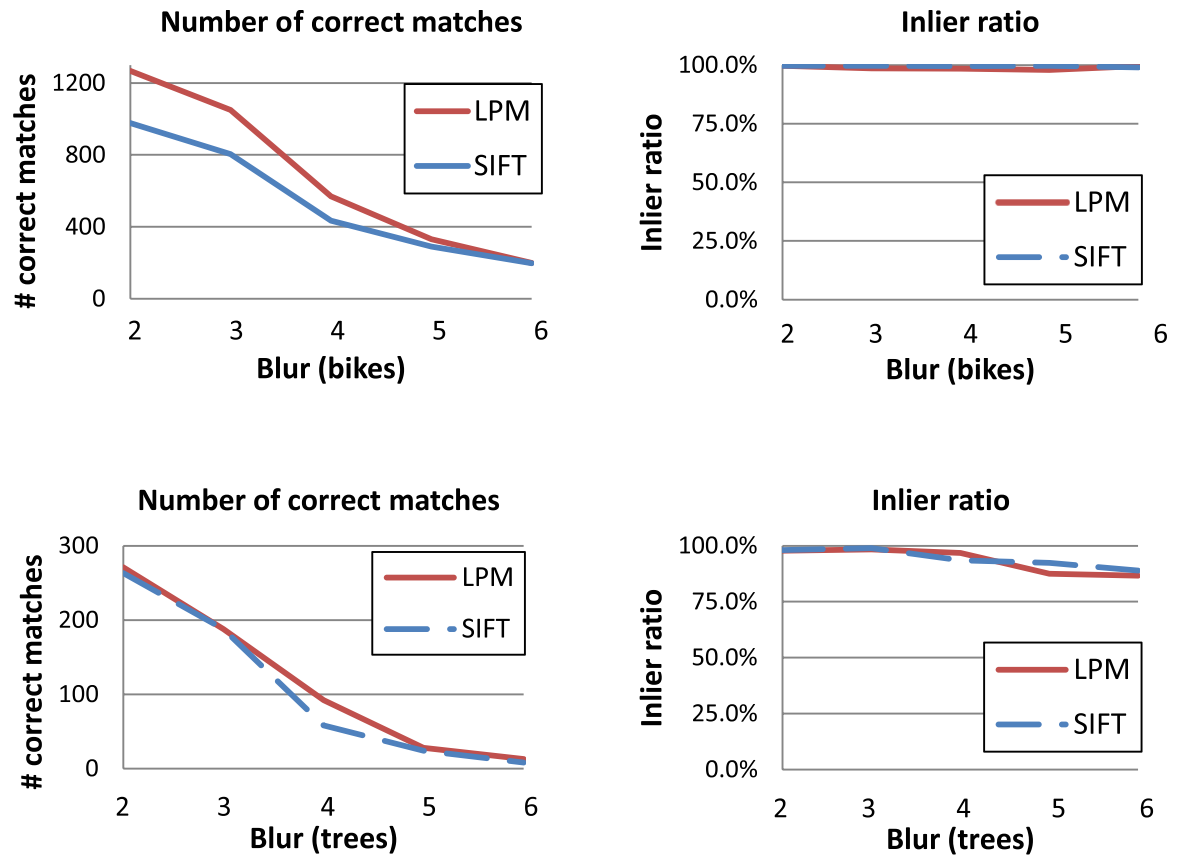 Number of correct matches
# correct matches
1200
800
400
0
LPM
SIFT
2 3 4 5 6
Blur (bikes)
Inlier ratio
Inlier ratio
100.0%
75.0%
50.0%
25.0%
0.0%
LPM
SIFT
2 3 4 5 6
Blur (bikes)
Number of correct matches
# correct matches
300
200
100
0
LPM
SIFT
2 3 4 5 6
Blur (trees)
Inlier ratio
Inlier ratio
100.0%
75.0%
50.0%
25.0%
0.0%
LPM
SIFT
2 3 4 5 6
Blur (trees)